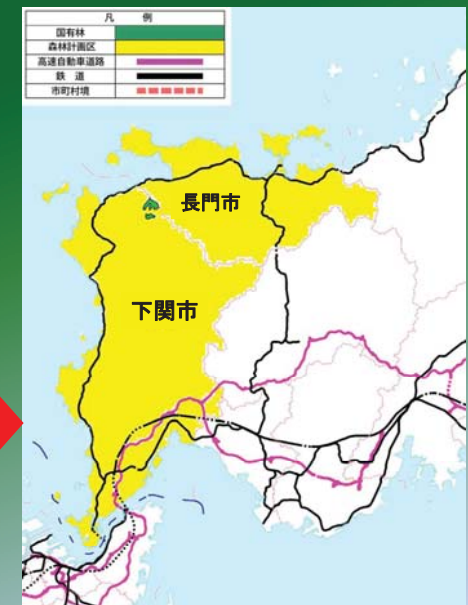 凡 例
国有林
森林計画区
高速自動車道路
鉄 道
市町村境
長門市
下関市